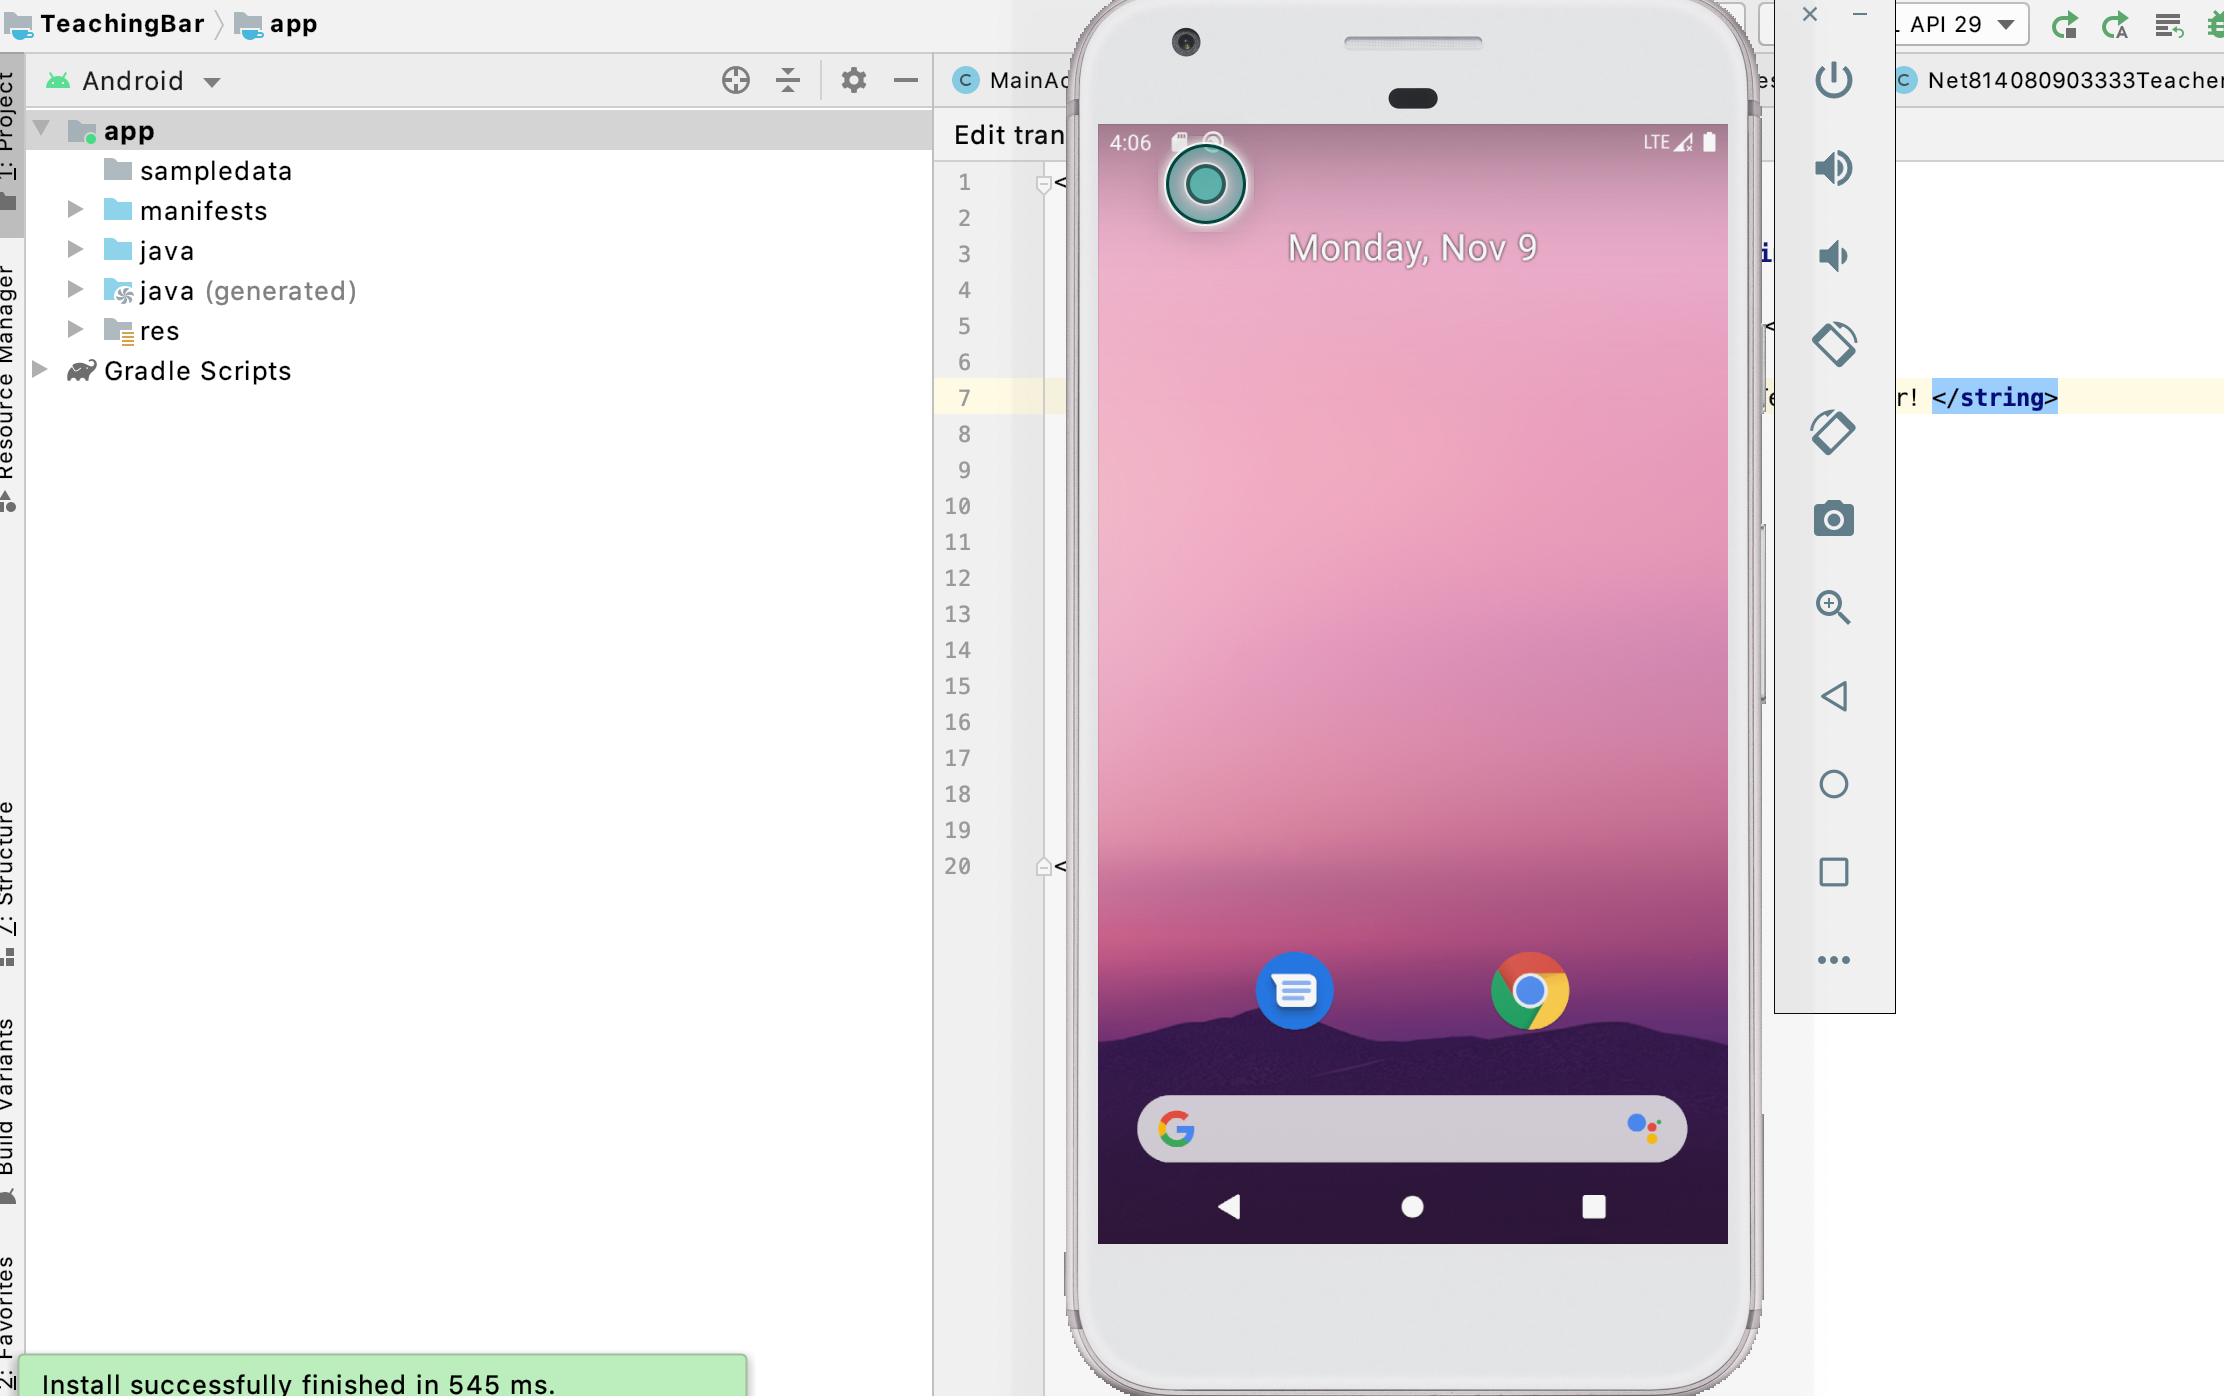 TeachingBar app
API 29
Android
MainAc
Net814080903333Teacher
app
Edit tran
sampledata
manifests
java
java (generated)
res
Gradle Scripts
1: Project
Resource Manager
7: Structure
Build Variants
2: Favorites
1 <
2
3
4
5 <
6
7 r! </string>
8
9
10
11
12
13
14
15
16
17
18
19
20 <
4:06
LTE
Monday, Nov 9
Install successfully finished in 545 ms.